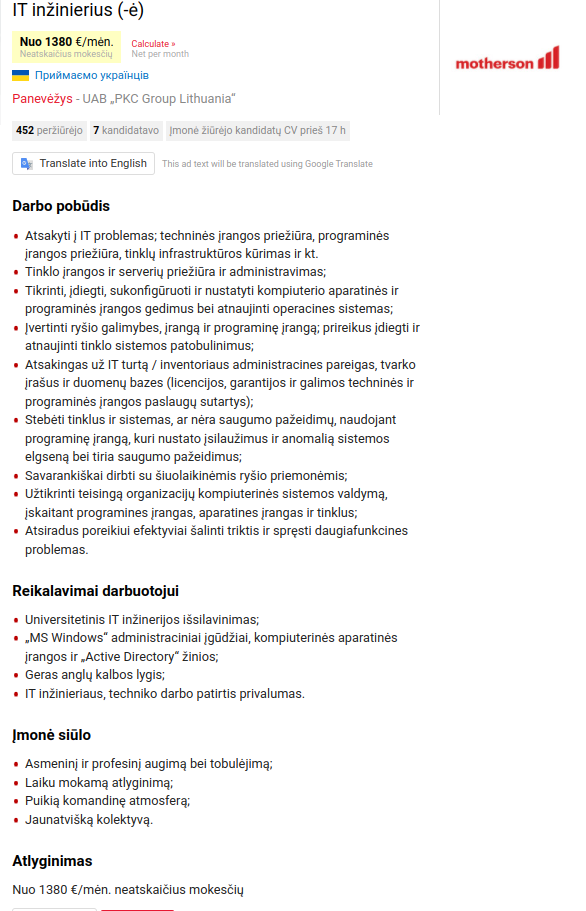 IT inžinierius (-ė)
Nuo 1380 €/mėn.
Neatskaičius mokesčių
Calculate »
Net per month
Приймаємо українців
Panevėžys - UAB „PKC Group Lithuania“
motherson
452 peržiūrėjo
7 kandidatavo
Įmonė žiūrėjo kandidatų CV prieš 17 h
Translate into English
This ad text will be translated using Google Translate
Darbo pobūdis
Atsakyti į IT problemas; techninės įrangos priežiūra, programinės
įrangos priežiūra, tinklų infrastruktūros kūrimas ir kt.
Tinklo įrangos ir serverių priežiūra ir administravimas;
Tikrinti, įdiegti, sukonfigūruoti ir nustatyti kompiuterio aparatinės ir
programinės įrangos gedimus bei atnaujinti operacines sistemas;
Įvertinti ryšio galimybes, įrangą ir programinę įrangą; prireikus įdiegti ir
atnaujinti tinklo sistemos patobulinimus;
Atsakingas už IT turtą / inventoriaus administracines pareigas, tvarko
įrašus ir duomenų bazes (licencijos, garantijos ir galimos techninės ir
programinės įrangos paslaugų sutartys);
Stebėti tinklus ir sistemas, ar nėra saugumo pažeidimų, naudojant
programinę įrangą, kuri nustato įsilaužimus ir anomalią sistemos
elgseną bei tiria saugumo pažeidimus;
Savarankiškai dirbti su šiuolaikinėmis ryšio priemonėmis;
Užtikrinti teisingą organizacijų kompiuterinės sistemos valdymą,
įskaitant programines įrangas, aparatines įrangas ir tinklus;
Atsiradus poreikiui efektyviai šalinti triktis ir spręsti daugiafunkcines
problemas.
Reikalavimai darbuotojui
Universitetinis IT inžinerijos išsilavinimas;
„MS Windows“ administraciniai įgūdžiai, kompiuterinės aparatinės
įrangos ir „Active Directory“ žinios;
Geras anglų kalbos lygis;
IT inžinieriaus, techniko darbo patirtis privalumas.
Įmonė siūlo
Asmeninį ir profesinį augimą bei tobulėjimą;
Laiku mokamą atlyginimą;
Puikią komandinę atmosferą;
Jaunatvišką kolektyvą.
Atlyginimas
Nuo 1380 €/mėn. neatskaičius mokesčių